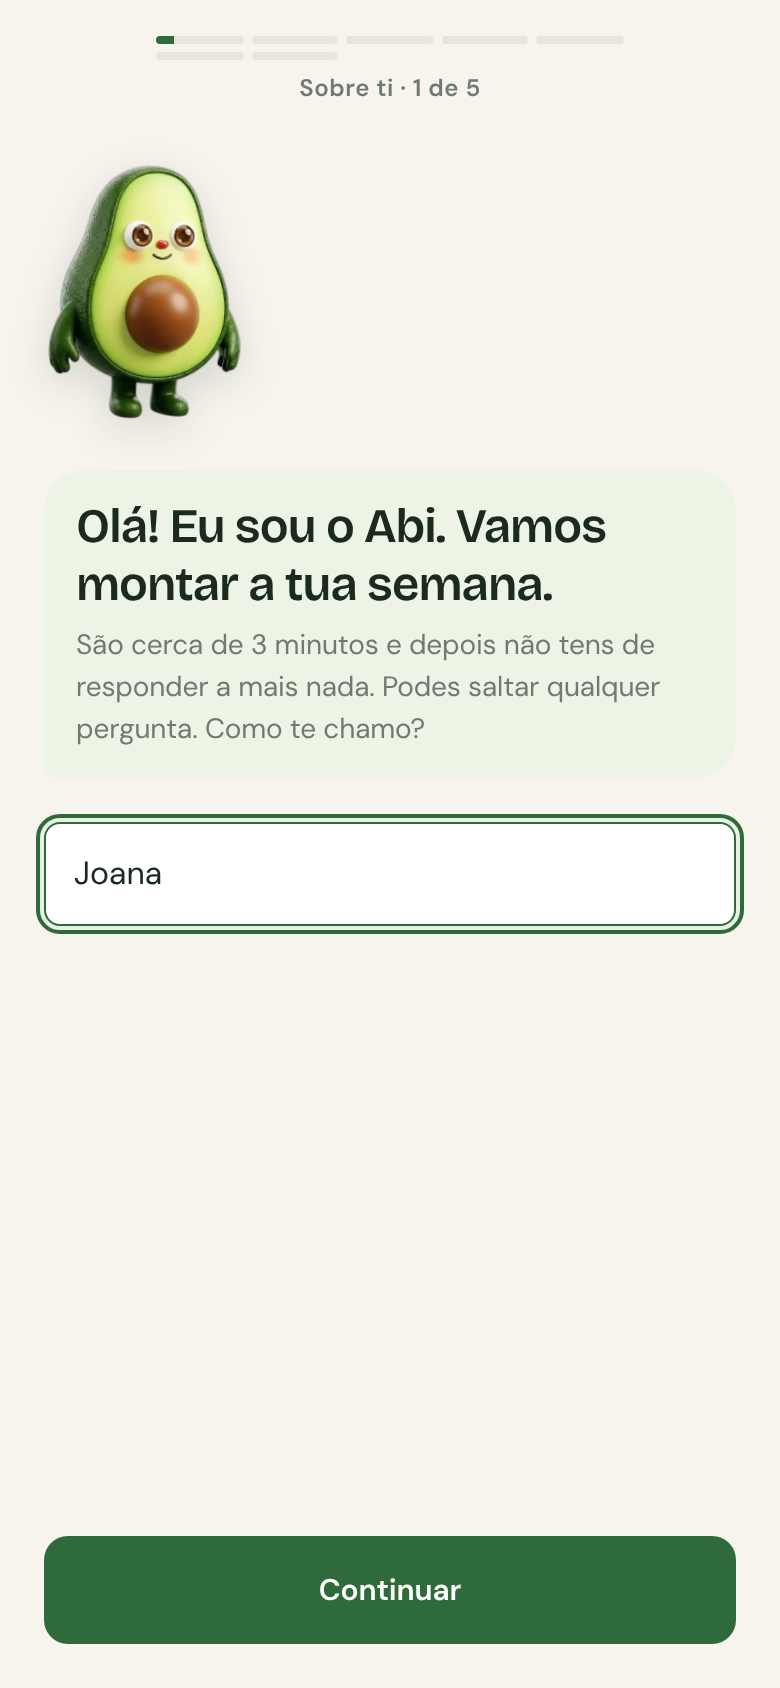 Sobre ti · 1 de 5
Olá! Eu sou o Abi. Vamos
montar a tua semana.
São cerca de 3 minutos e depois não tens de
responder a mais nada. Podes saltar qualquer
pergunta. Como te chamo?
Joana
Continuar